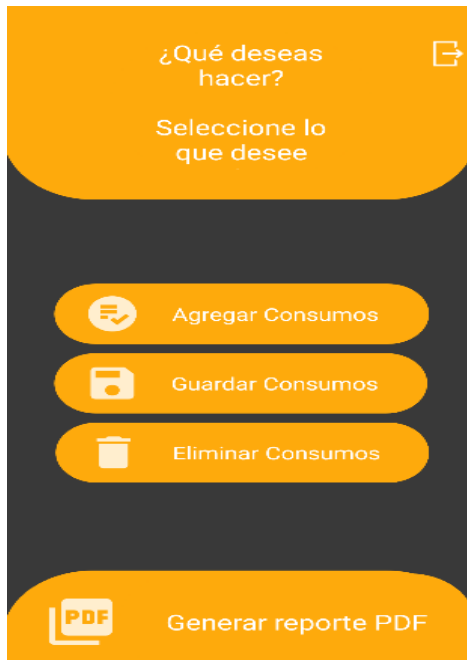 ¿Qué deseas
hacer?
Seleccione lo
que desee
Agregar Consumos
Guardar Consumos
Eliminar Consumos
PDF
Generar reporte PDF